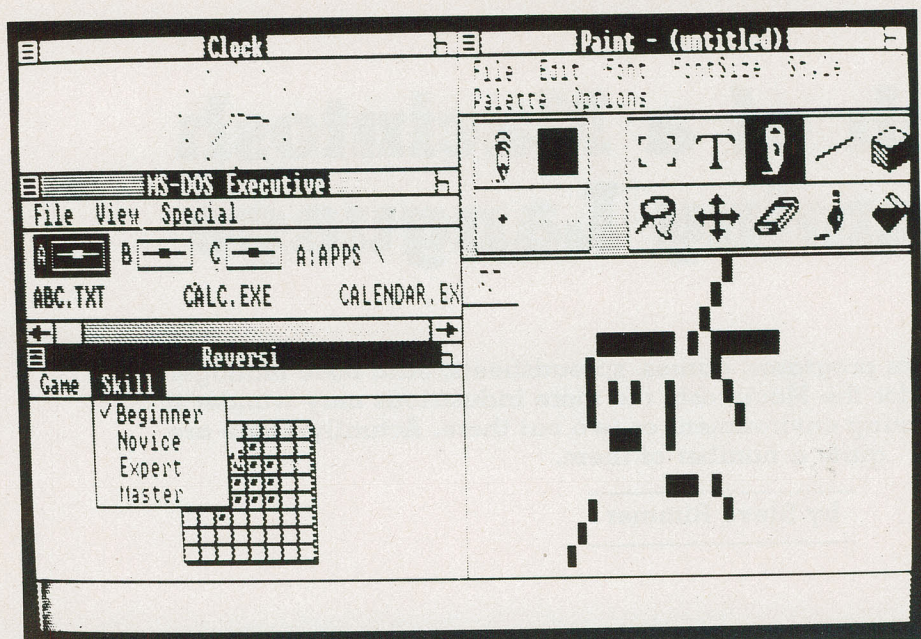 Clock
MS-DOS Executive
File View Special
A B C A:APPS \
ABC.TXT CALC.EXE CALENDAR.EX
Reversi
Game Skill
✓Beginner
Novice
Expert
Master
Paint - (untitled)
File Edit Font FontSize Style
Palette Options
T